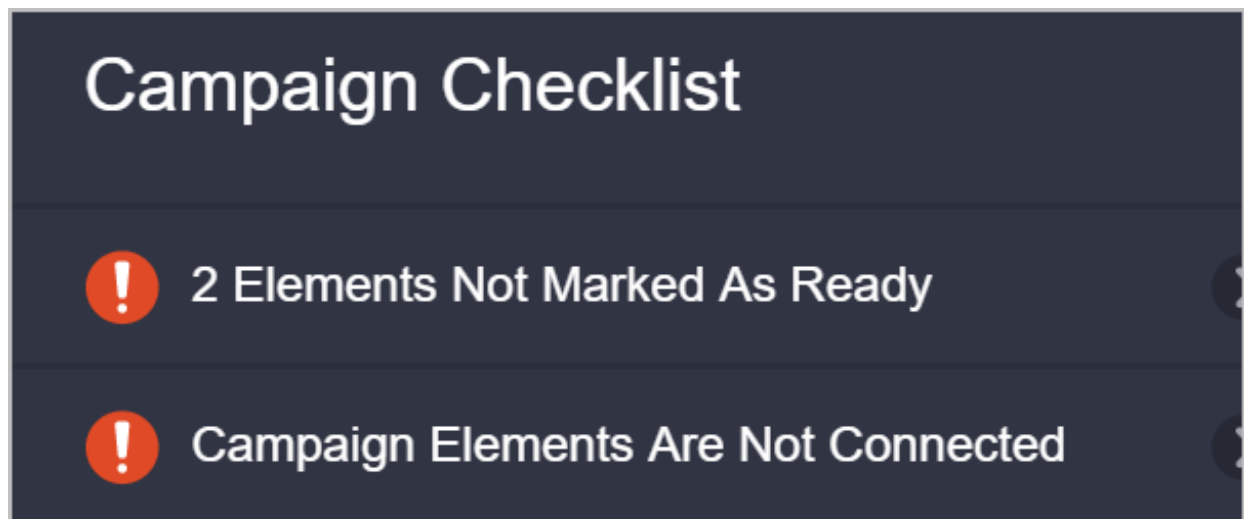 Campaign Checklist
2 Elements Not Marked As Ready
Campaign Elements Are Not Connected